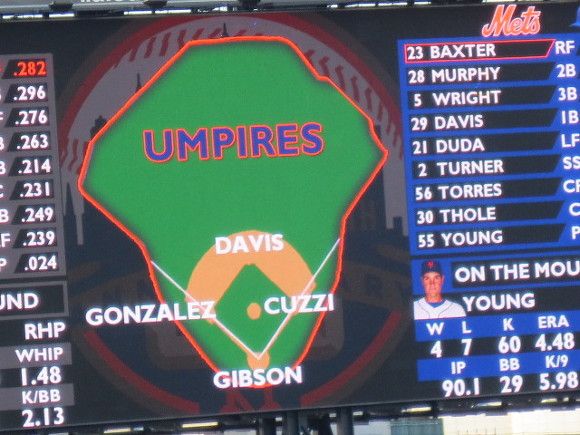 .282
.296
.276
.263
.214
.231
.249
.239
.024
UND
RHP
WHIP
1.48
K/BB
2.13
UMPIRES
DAVIS
GONZALEZ CUZZI
GIBSON
Mets
23 BAXTER RF
28 MURPHY 2B
5 WRIGHT 3B
29 DAVIS 1B
21 DUDA LF
2 TURNER SS
56 TORRES CF
30 THOLE C
55 YOUNG P
ON THE MOU
YOUNG
W L K ERA
4 7 60 4.48
IP BB K/9
90.1 29 5.98